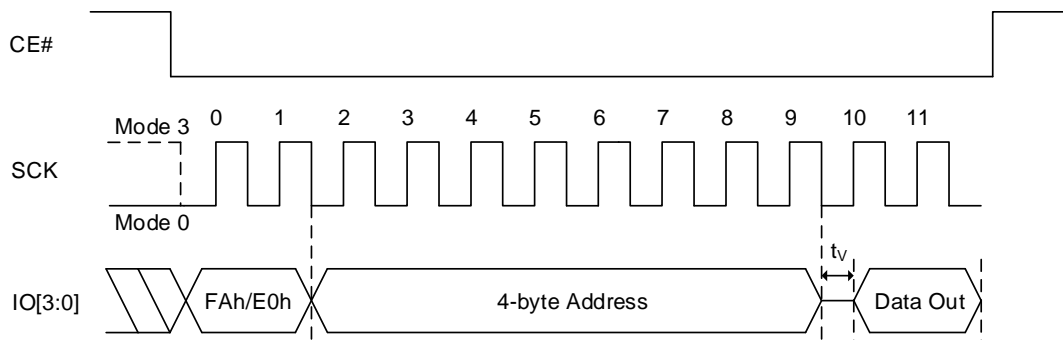 CE#
Mode 3 0 1 2 3 4 5 6 7 8 9 10 11
SCK
Mode 0
tV
IO[3:0] FAh/E0h 4-byte Address Data Out